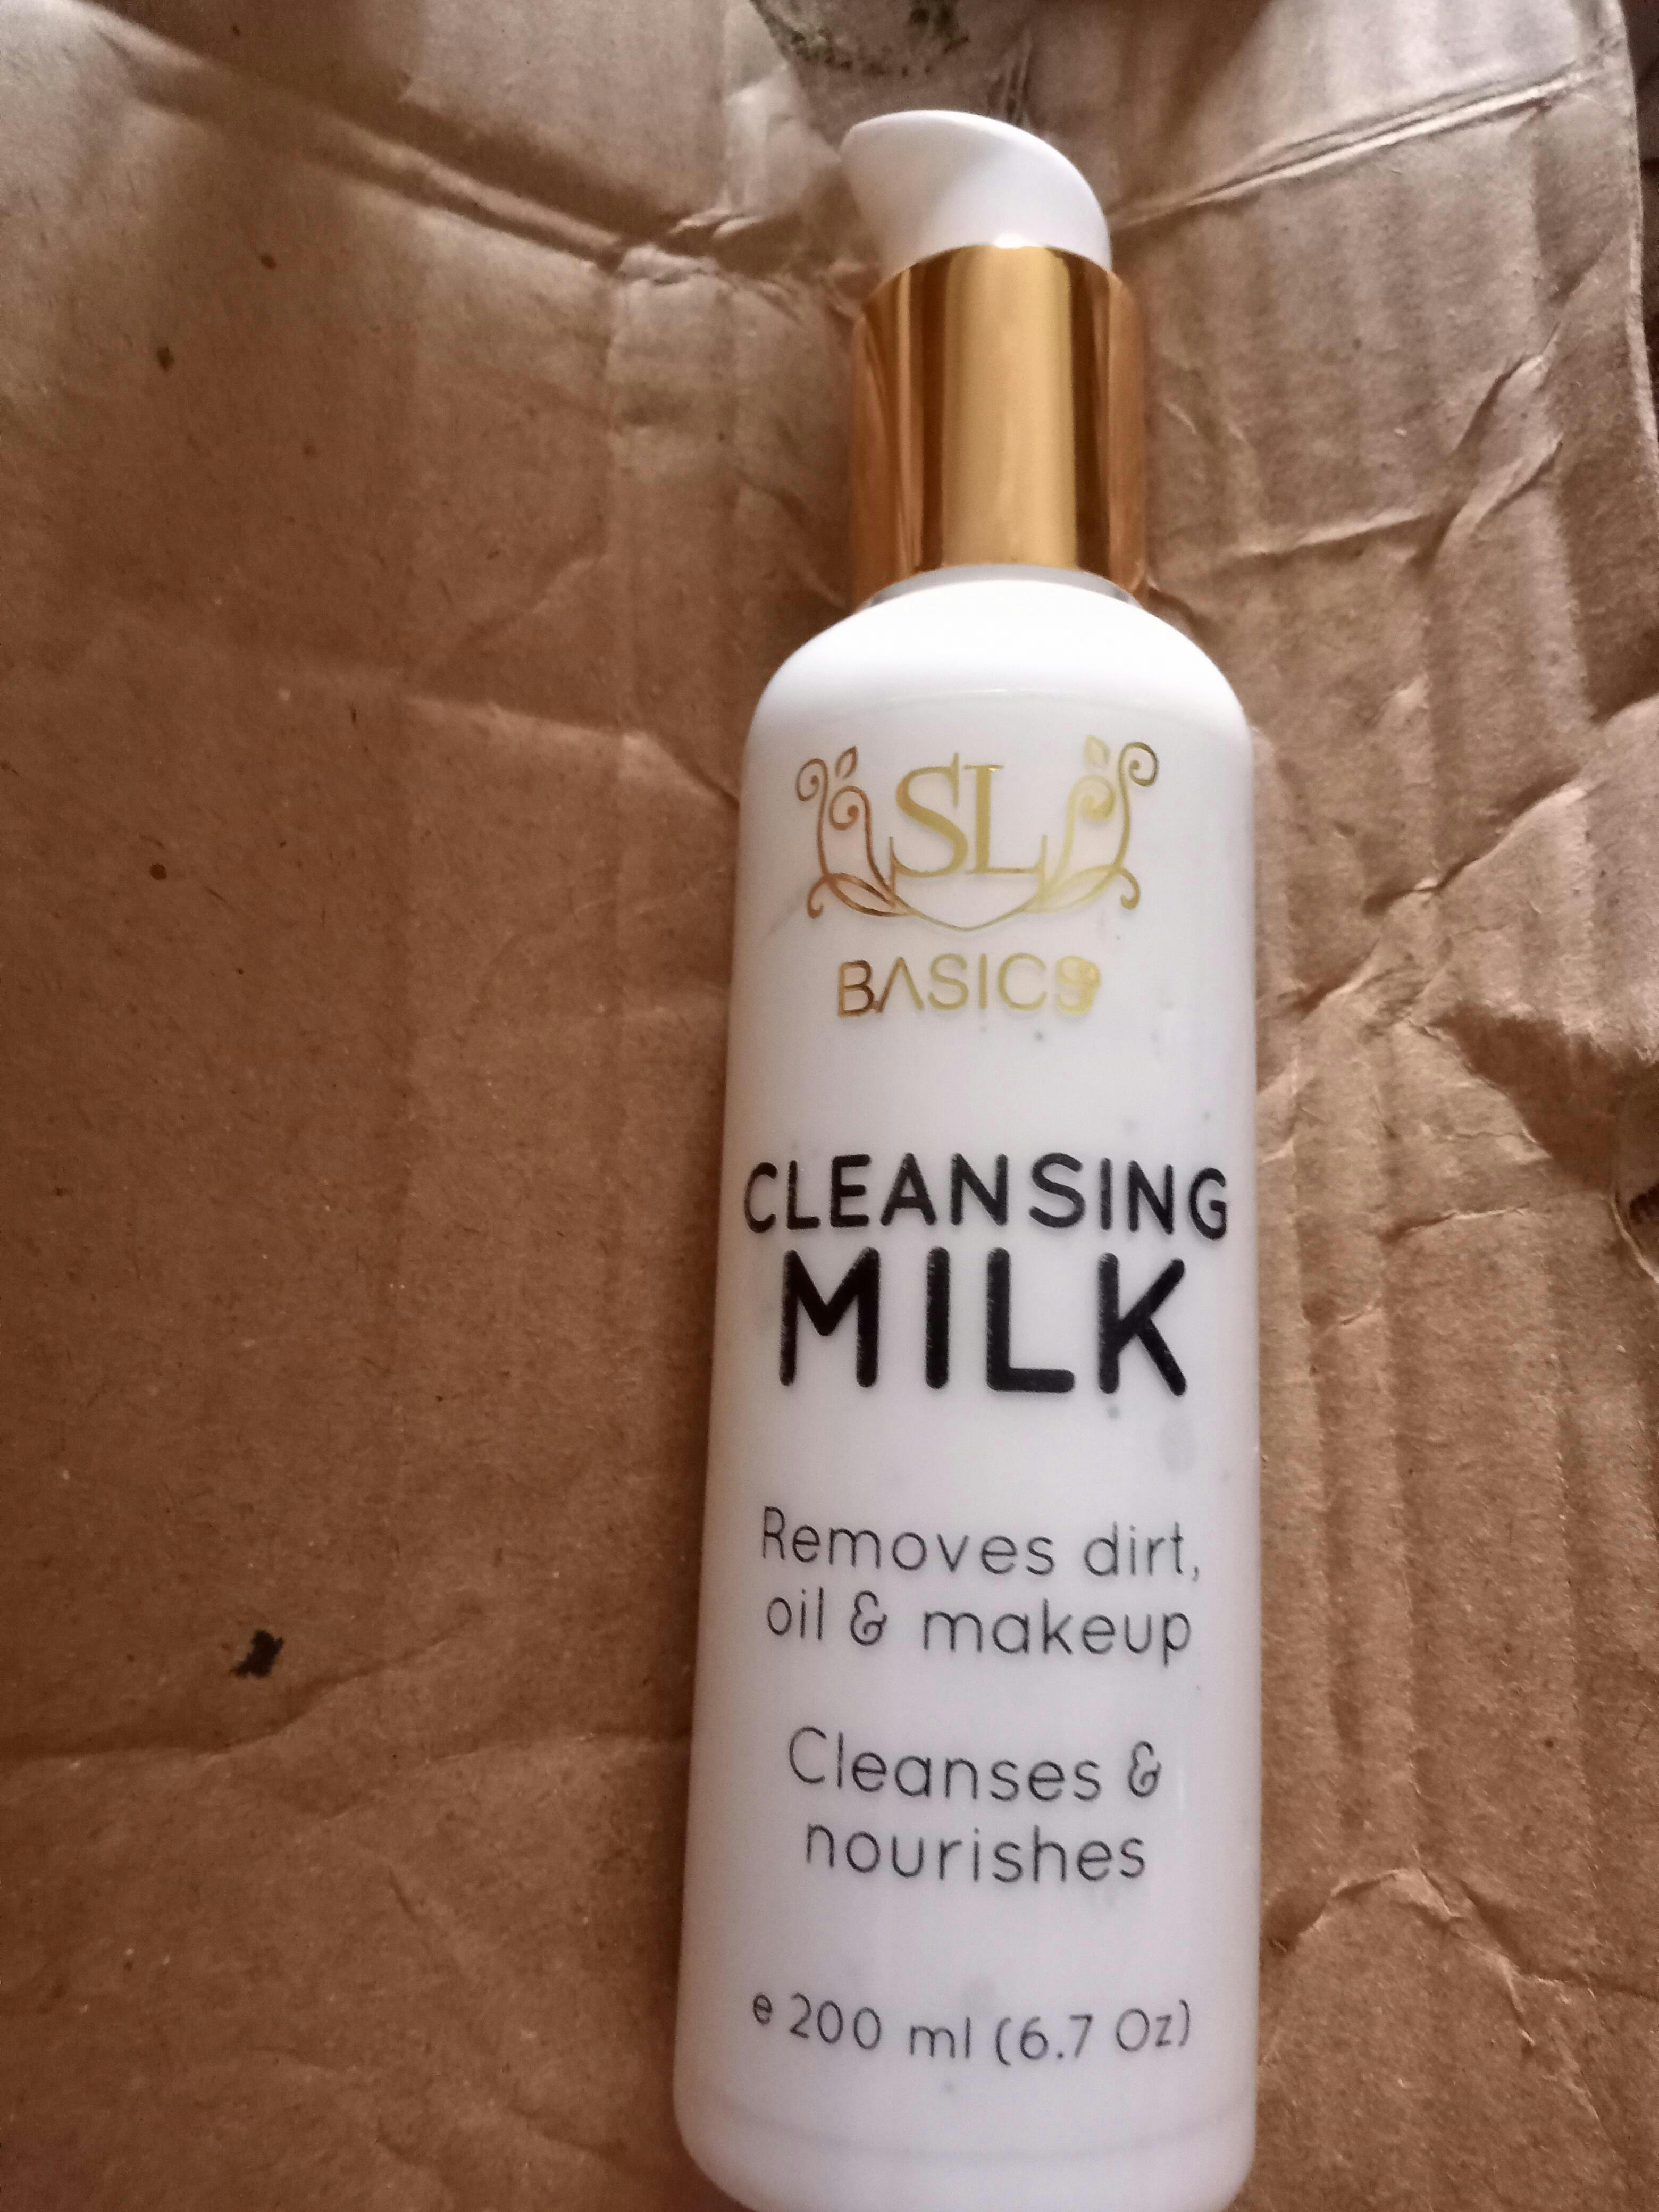 SL
BASICS
CLEANSING
MILK
Removes dirt,
oil & makeup
Cleanses &
nourishes
e 200 ml (6.7 Oz)